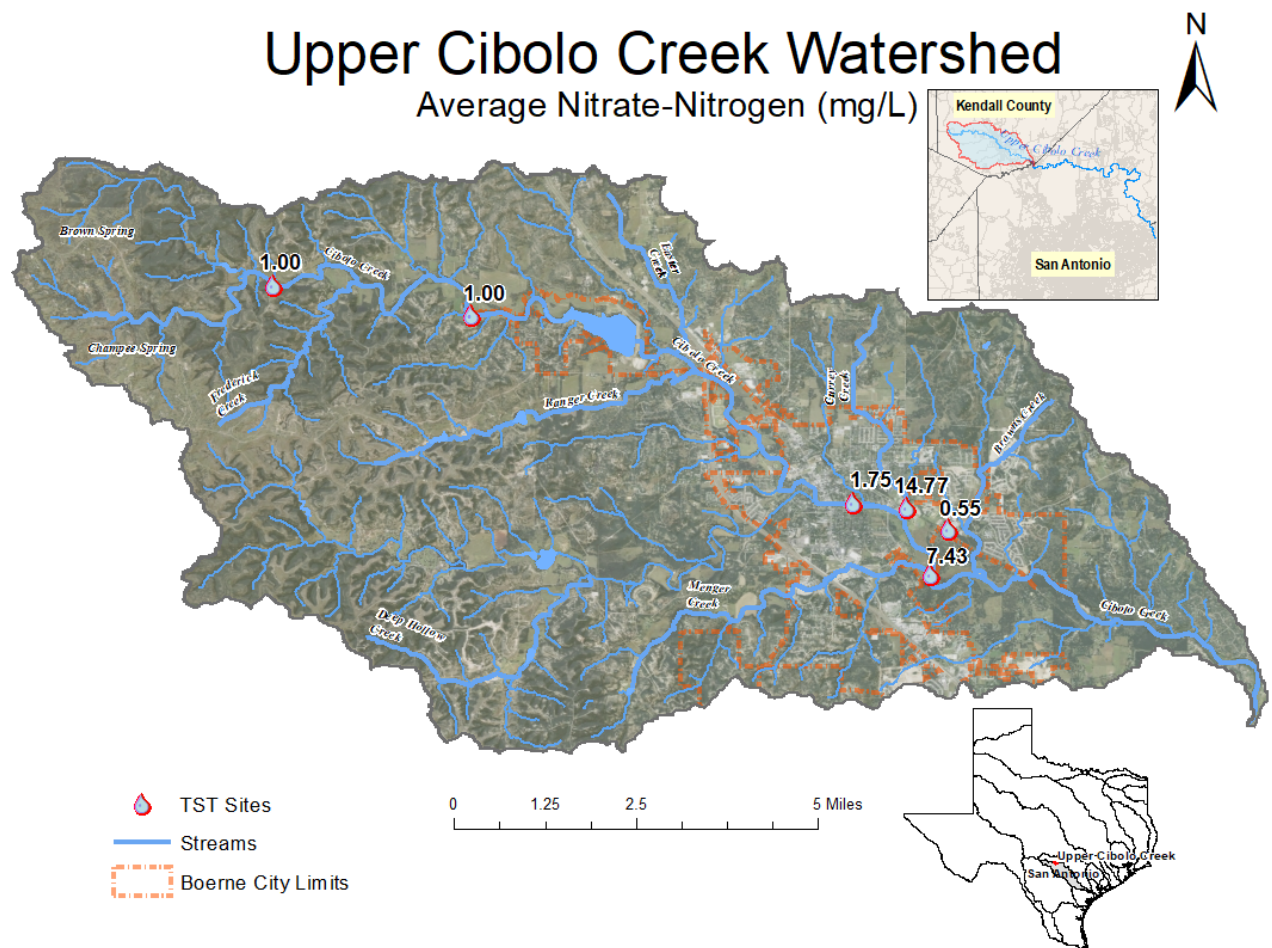 Upper Cibolo Creek Watershed
Average Nitrate-Nitrogen (mg/L)
N
Kendall County
Upper Cibolo Creek
San Antonio
Brown Spring
1.00
Cibolo Creek
1.00
Champee Spring
Frederick
Creek
Ranger Creek
Creek
Cibolo Creek
Currey
Creek
Browns Creek
1.75
14.77
0.55
7.43
Menger
Creek
Deep Hollow
Creek
Cibolo Creek
TST Sites
Streams
Boerne City Limits
0
1.25
2.5
5 Miles
Upper Cibolo Creek
San Antonio